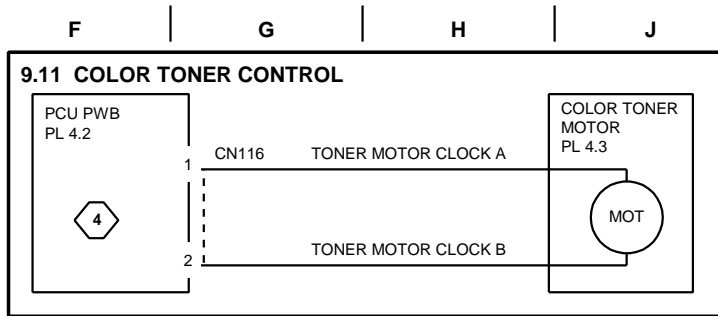 F G H J
9.11 COLOR TONER CONTROL
PCU PWB
PL 4.2
COLOR TONER
MOTOR
PL 4.3
1 CN116 TONER MOTOR CLOCK A
4
MOT
2 TONER MOTOR CLOCK B